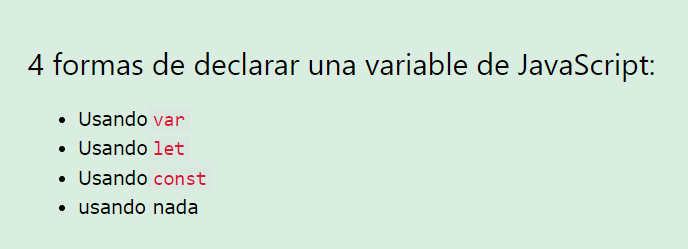 4 formas de declarar una variable de JavaScript:
• Usando var
• Usando let
• Usando const
• usando nada